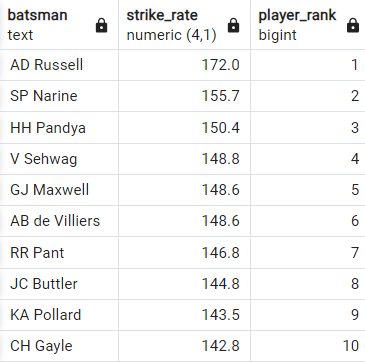 batsman strike_rate player_rank
text numeric (4,1) bigint
AD Russell 172.0 1
SP Narine 155.7 2
HH Pandya 150.4 3
V Sehwag 148.8 4
GJ Maxwell 148.6 5
AB de Villiers 148.6 6
RR Pant 146.8 7
JC Buttler 144.8 8
KA Pollard 143.5 9
CH Gayle 142.8 10